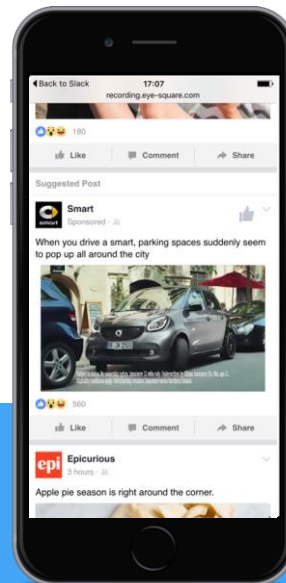 Back to Slack 17:07
recording.eye-square.com
180
Like Comment Share
Suggested Post
smart
Smart
Sponsored
When you drive a smart, parking spaces suddenly seem
to pop up all around the city
560
Like Comment Share
epi
Epicurious
3 hours
Apple pie season is right around the corner.